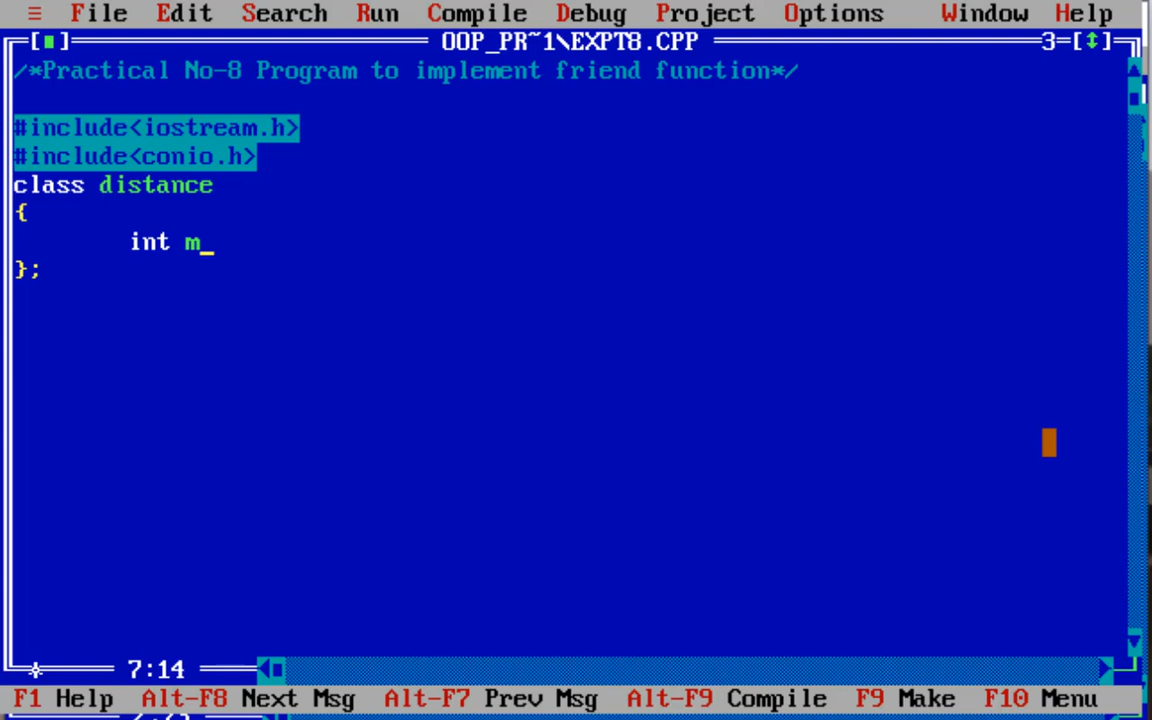 ≡ File Edit Search Run Compile Debug Project Options Window Help
[■] OOP_PR~1\EXPT8.CPP 3=[↕]
/*Practical No-8 Program to implement friend function*/
#include<iostream.h>
#include<conio.h>
class distance
{
int m_
};
7:14
F1 Help Alt-F8 Next Msg Alt-F7 Prev Msg Alt-F9 Compile F9 Make F10 Menu